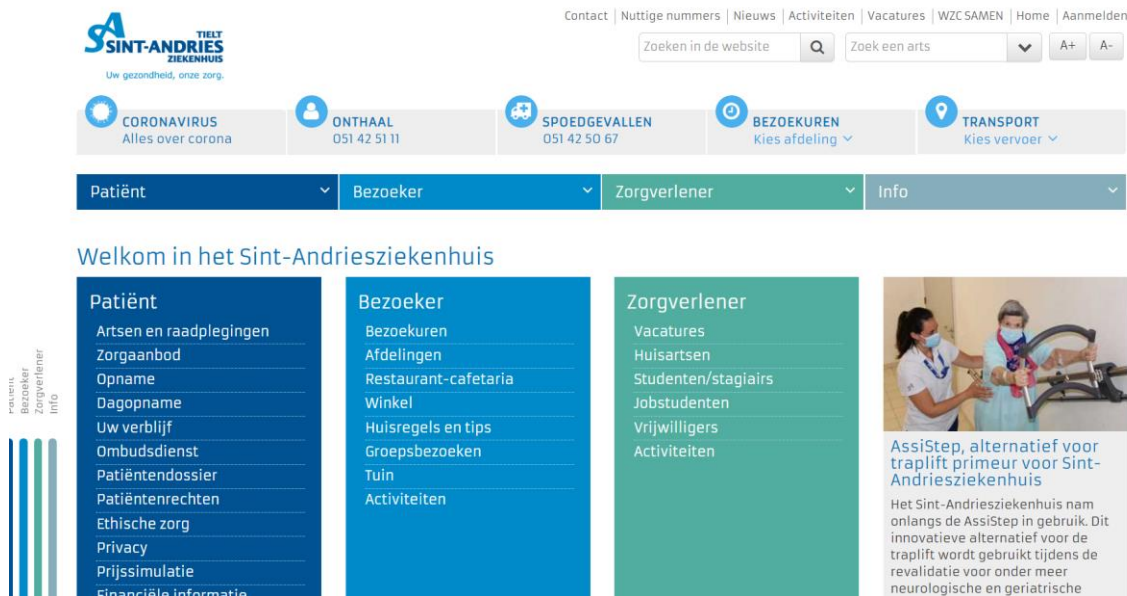 Contact | Nuttige nummers | Nieuws | Activiteiten | Vacatures | WZC SAMEN | Home | Aanmelden
TIELT
SINT-ANDRIES
ZIEKENHUIS
Uw gezondheid, onze zorg.
Zoeken in de website
Zoek een arts
A+ A-
CORONAVIRUS
Alles over corona
ONTHAAL
051 42 51 11
SPOEDGEVALLEN
051 42 50 67
BEZOEKUREN
Kies afdeling
TRANSPORT
Kies vervoer
Patiënt
Bezoeker
Zorgverlener
Info
Welkom in het Sint-Andriesziekenhuis
Patiënt
Artsen en raadplegingen
Zorgaanbod
Opname
Dagopname
Uw verblijf
Ombudsdienst
Patiëntendossier
Patiëntenrechten
Ethische zorg
Privacy
Prijssimulatie
Financiële informatie
Bezoeker
Bezoekuren
Afdelingen
Restaurant-cafetaria
Winkel
Huisregels en tips
Groepsbezoeken
Tuin
Activiteiten
Zorgverlener
Vacatures
Huisartsen
Studenten/stagiairs
Jobstudenten
Vrijwilligers
Activiteiten
AssiStep, alternatief voor
traplift primeur voor Sint-
Andriesziekenhuis
Het Sint-Andriesziekenhuis nam
onlangs de AssiStep in gebruik. Dit
innovatieve alternatief voor de
traplift wordt gebruikt tijdens de
revalidatie voor onder meer
neurologische en geriatrische
Patiënt
Bezoeker
Zorgverlener
Info